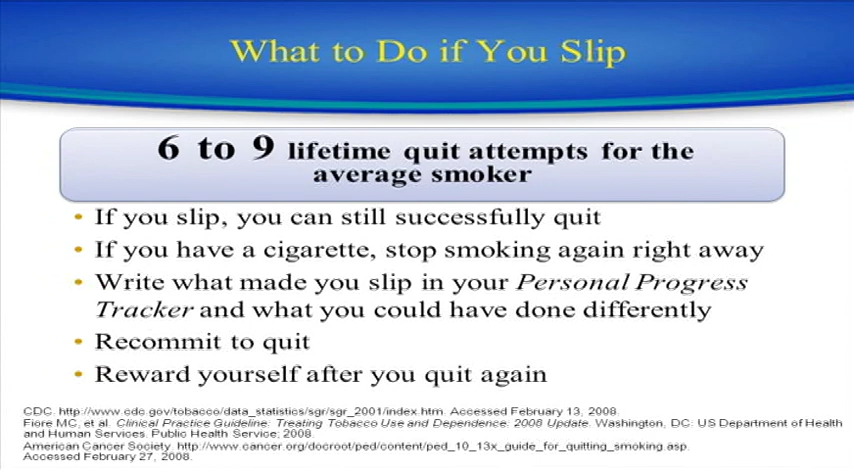 What to Do if You Slip
6 to 9 lifetime quit attempts for the
average smoker
• If you slip, you can still successfully quit
• If you have a cigarette, stop smoking again right away
• Write what made you slip in your Personal Progress
Tracker and what you could have done differently
• Recommit to quit
• Reward yourself after you quit again
CDC. http://www.cdc.gov/tobacco/data_statistics/sgr/sgr_2001/index.htm. Accessed February 13, 2008.
Fiore MC, et al. Clinical Practice Guideline: Treating Tobacco Use and Dependence: 2008 Update. Washington, DC: US Department of Health
and Human Services. Public Health Service; 2008.
American Cancer Society. http://www.cancer.org/docroot/ped/content/ped_10_13x_guide_for_quitting_smoking.asp.
Accessed February 27, 2008.